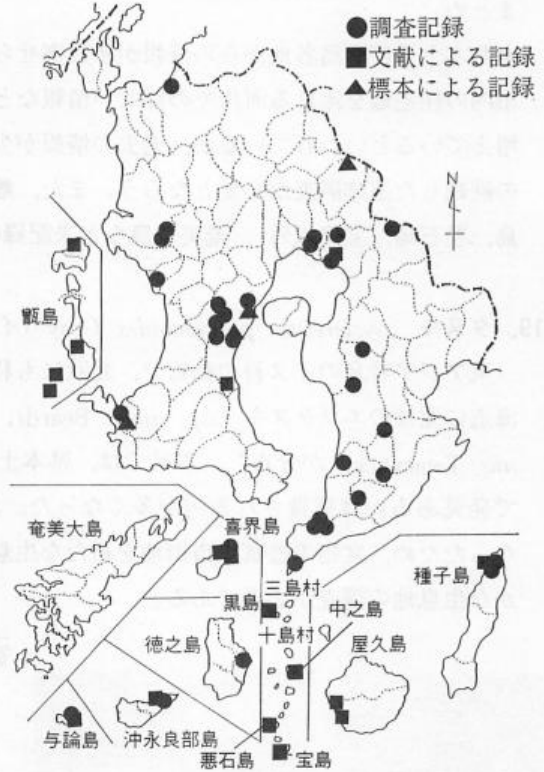 ●調査記録
■文献による記録
▲標本による記録
N
甑島
奄美大島
喜界島
三島村
種子島
黒島
中之島
十島村
徳之島
屋久島
与論島
沖永良部島
悪石島
宝島